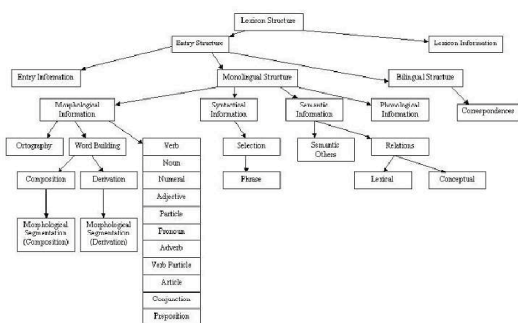 Lexicon Structure
Entry Structure
Lexicon Information
Entry Information
Monolingual Structure
Bilingual Structure
Morphological
Information
Syntactical
Information
Semantic
Information
Phonological Information
Correspondences
Ortography
Word Building
Verb
Selection
Semantic
Others
Relations
Noun
Composition
Derivation
Numeral
Phrase
Lexical
Conceptual
Adjective
Particle
Morphological
Segmentation
(Composition)
Morphological
Segmentation
(Derivation)
Pronoun
Adverb
Verb Particle
Article
Conjunction
Preposition